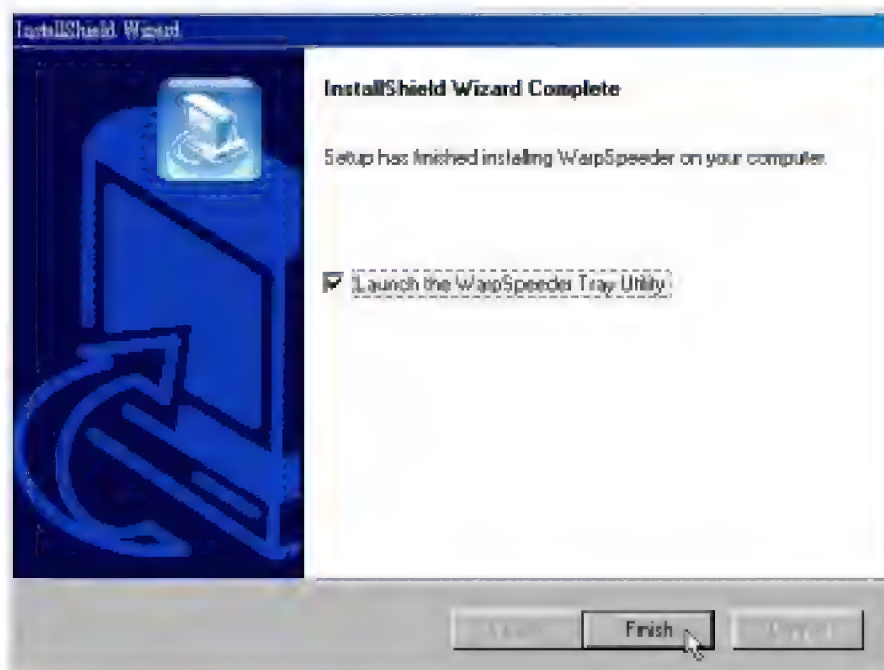 InstallShield Wizard
InstallShield Wizard Complete
Setup has finished installing WarpSpeeder on your computer.
Launch the WarpSpeeder Tray Utility
Finish